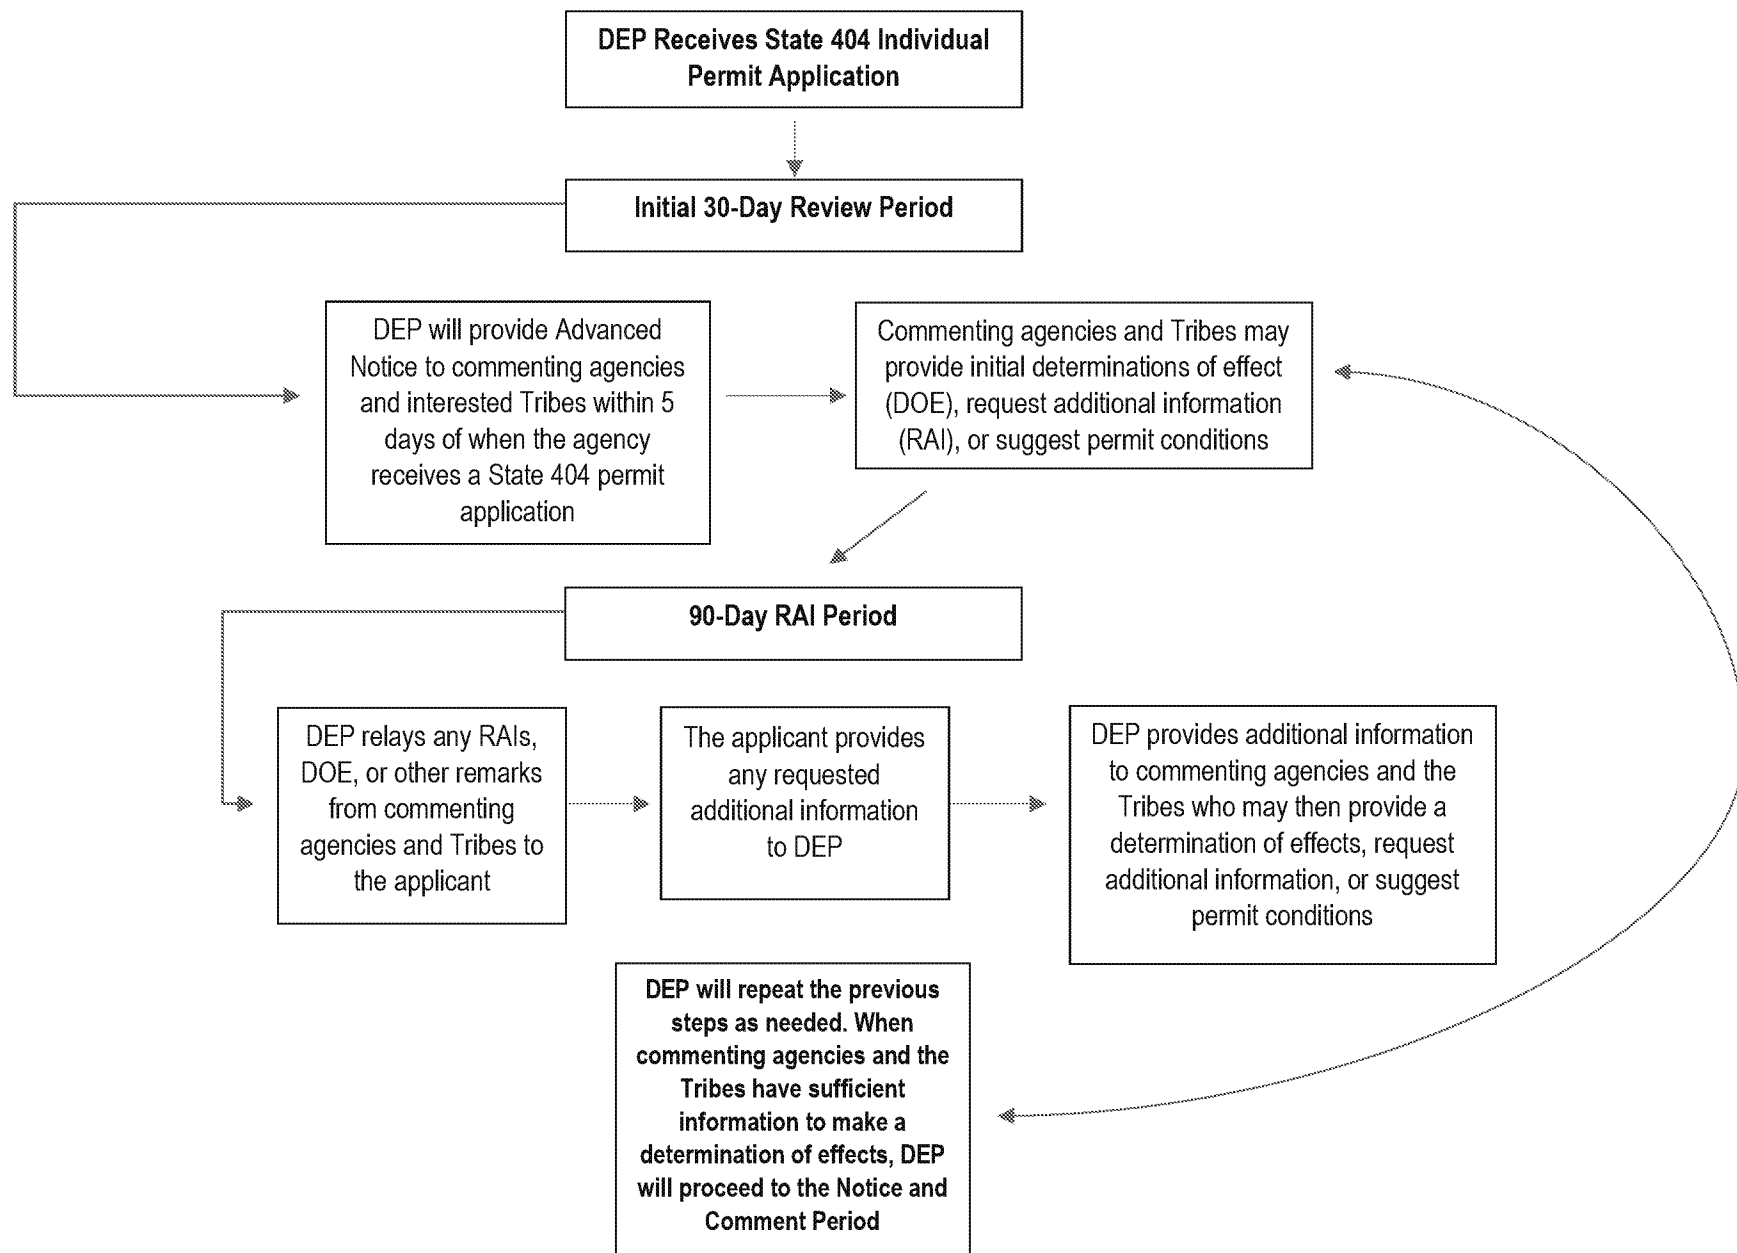 DEP Receives State 404 Individual
Permit Application
Initial 30-Day Review Period
DEP will provide Advanced
Notice to commenting agencies
and interested Tribes within 5
days of when the agency
receives a State 404 permit
application
Commenting agencies and Tribes may
provide initial determinations of effect
(DOE), request additional information
(RAI), or suggest permit conditions
90-Day RAI Period
DEP relays any RAIs,
DOE, or other remarks
from commenting
agencies and Tribes to
the applicant
The applicant provides
any requested
additional information
to DEP
DEP provides additional information
to commenting agencies and the
Tribes who may then provide a
determination of effects, request
additional information, or suggest
permit conditions
DEP will repeat the previous
steps as needed. When
commenting agencies and the
Tribes have sufficient
information to make a
determination of effects, DEP
will proceed to the Notice and
Comment Period